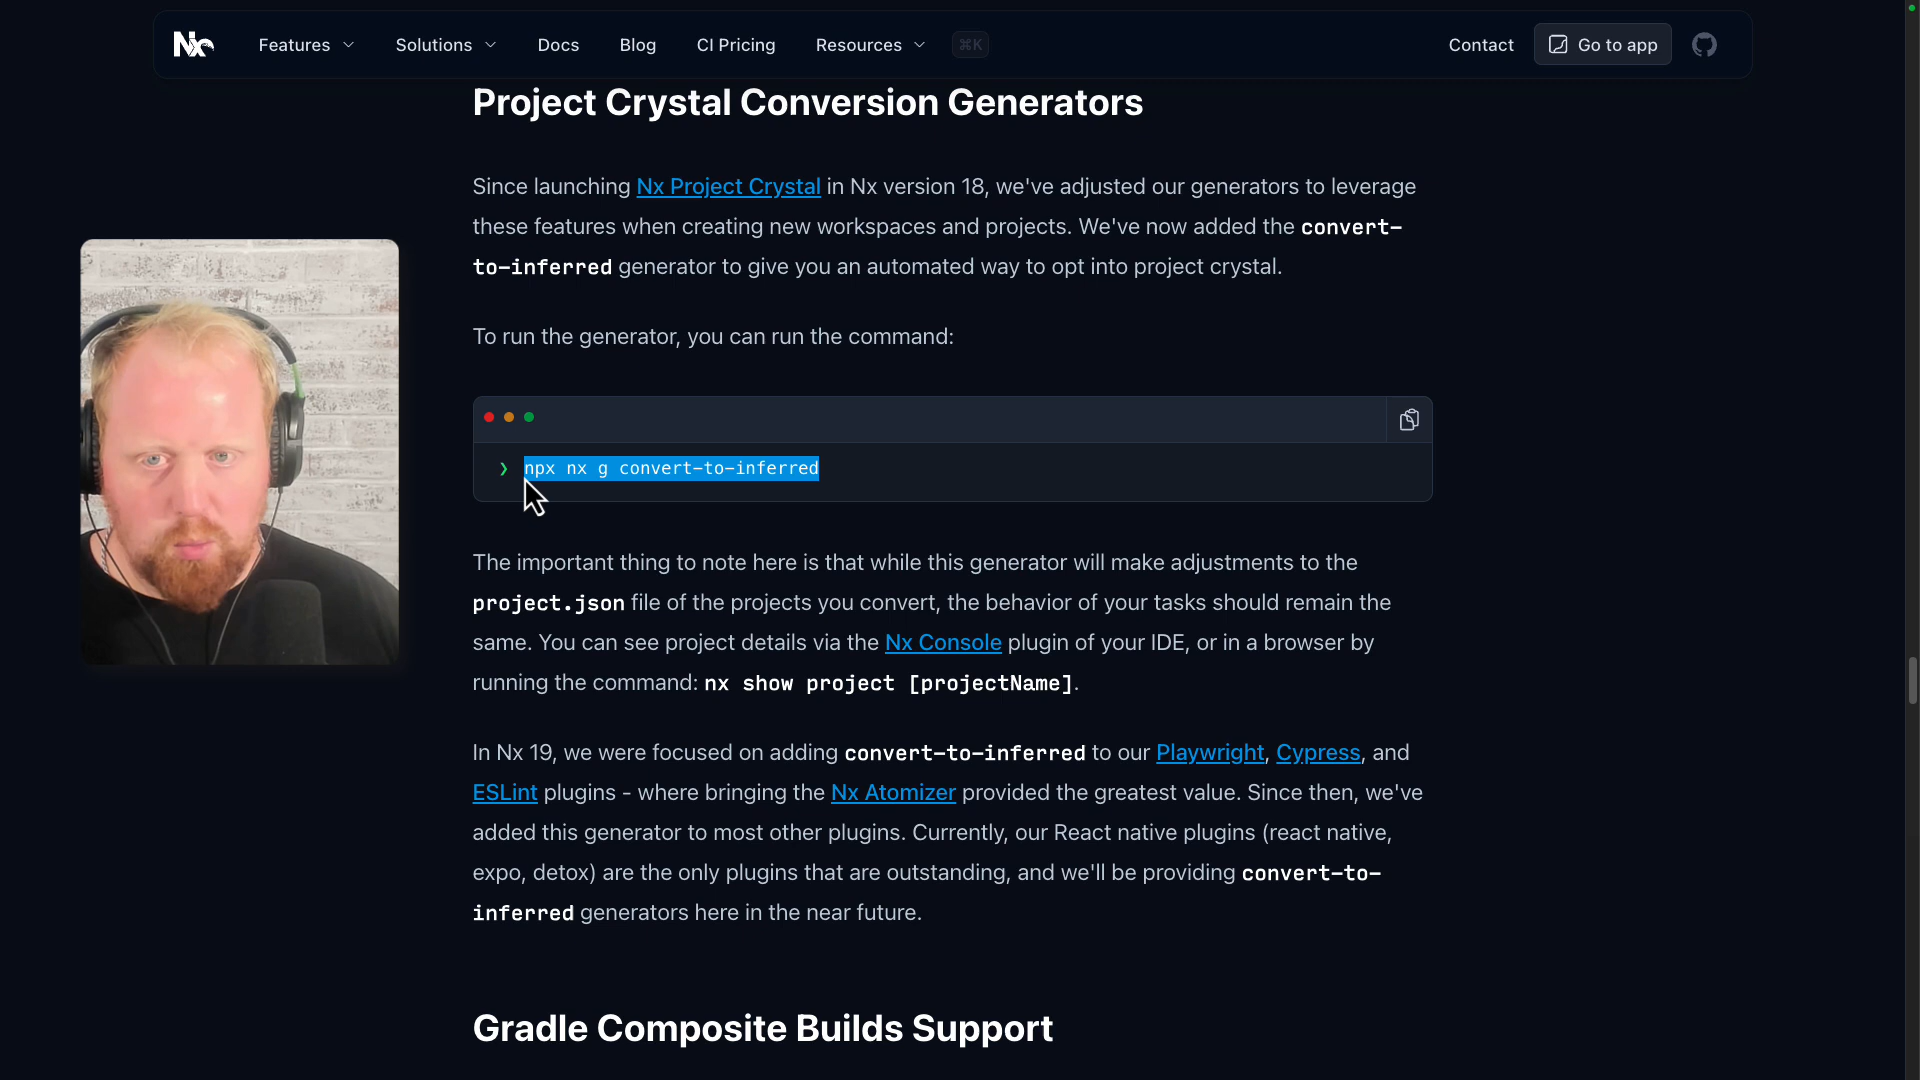 Nx
Features
Solutions
Docs
Blog
CI Pricing
Resources
⌘K
Contact
Go to app
Project Crystal Conversion Generators
Since launching Nx Project Crystal in Nx version 18, we've adjusted our generators to leverage
these features when creating new workspaces and projects. We've now added the convert-
to-inferred generator to give you an automated way to opt into project crystal.
To run the generator, you can run the command:
❯ npx nx g convert-to-inferred
The important thing to note here is that while this generator will make adjustments to the
project.json file of the projects you convert, the behavior of your tasks should remain the
same. You can see project details via the Nx Console plugin of your IDE, or in a browser by
running the command: nx show project [projectName].
In Nx 19, we were focused on adding convert-to-inferred to our Playwright, Cypress, and
ESLint plugins - where bringing the Nx Atomizer provided the greatest value. Since then, we've
added this generator to most other plugins. Currently, our React native plugins (react native,
expo, detox) are the only plugins that are outstanding, and we'll be providing convert-to-
inferred generators here in the near future.
Gradle Composite Builds Support